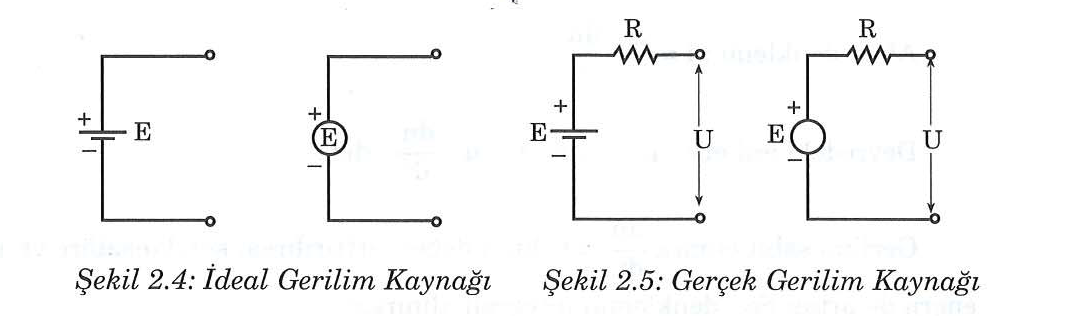 R
R
+
E
-
+
E
-
+
E
-
U
+
E
-
U
Şekil 2.4: İdeal Gerilim Kaynağı
Şekil 2.5: Gerçek Gerilim Kaynağı